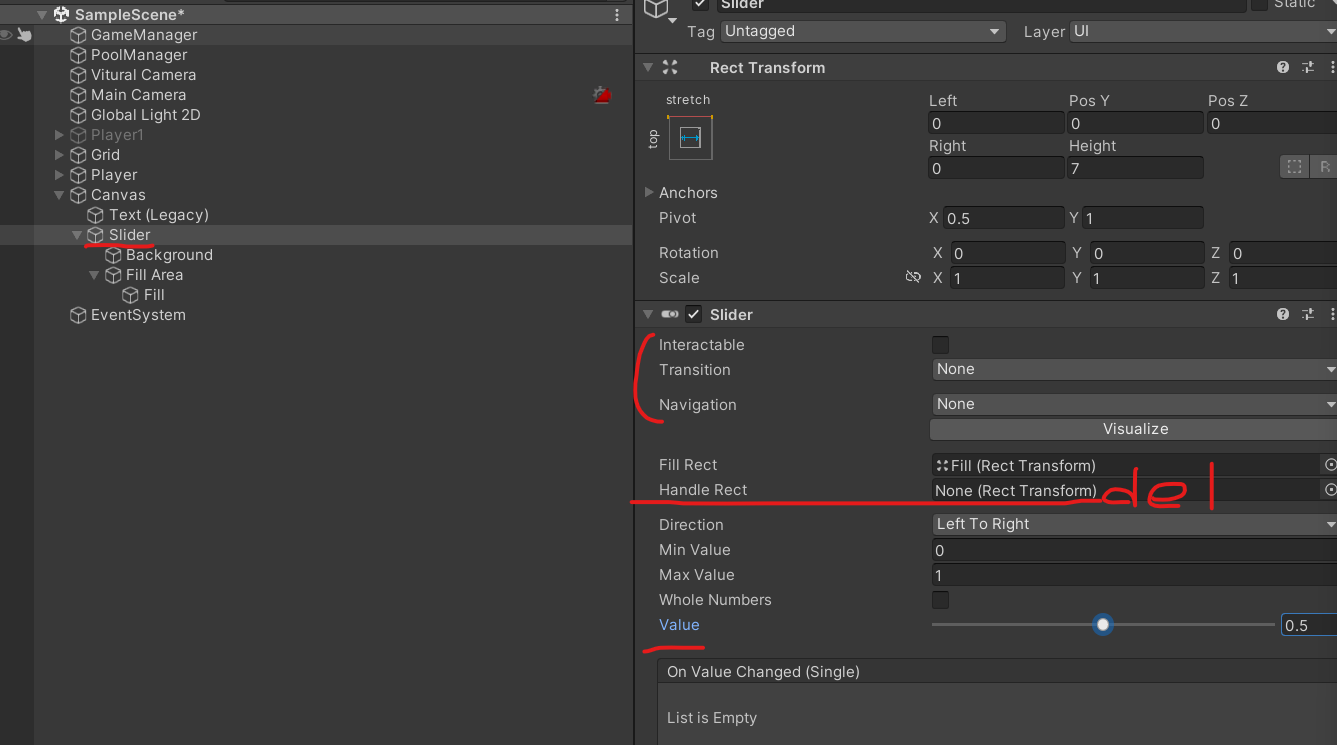 SampleScene*
GameManager
PoolManager
Vitural Camera
Main Camera
Global Light 2D
Player1
Grid
Player
Canvas
Text (Legacy)
Slider
Background
Fill Area
Fill
EventSystem
Slider Static
Tag Untagged Layer UI
Rect Transform
stretch
top
Left Pos Y Pos Z
0 0 0
Right Height
0 7 R
Anchors
Pivot X 0.5 Y 1
Rotation X 0 Y 0 Z 0
Scale X 1 Y 1 Z 1
Slider
Interactable
Transition None
Navigation None
Visualize
Fill Rect Fill (Rect Transform)
Handle Rect None (Rect Transform) del
Direction Left To Right
Min Value 0
Max Value 1
Whole Numbers
Value 0.5
On Value Changed (Single)
List is Empty